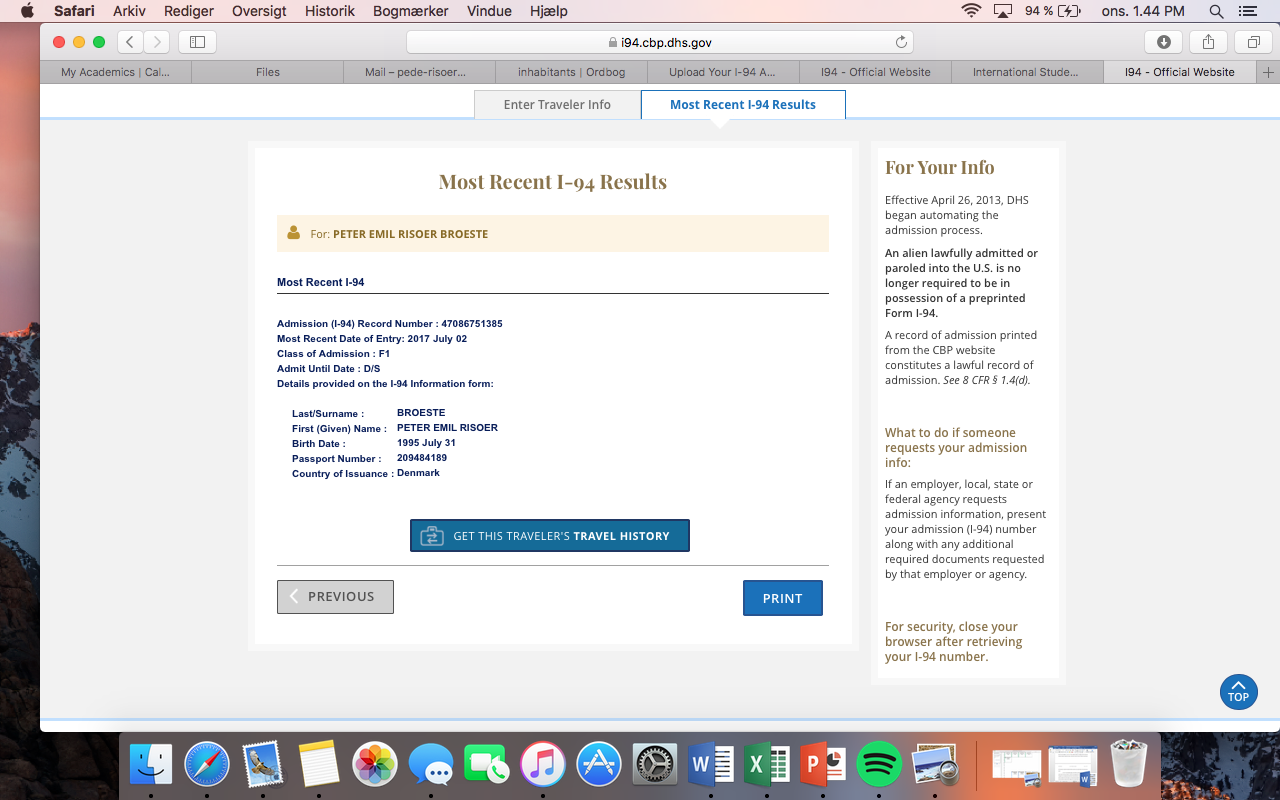 Safari Arkiv Rediger Oversigt Historik Bogmærker Vindue Hjælp 94 % ons. 1.44 PM
i94.cbp.dhs.gov
My Academics | Cal... Files Mail – pede-risoer... inhabitants | Ordbog Upload Your I-94 A... I94 - Official Website International Stude... I94 - Official Website
Enter Traveler Info Most Recent I-94 Results
Most Recent I-94 Results
For: PETER EMIL RISOER BROESTE
Most Recent I-94
Admission (I-94) Record Number : 47086751385
Most Recent Date of Entry: 2017 July 02
Class of Admission : F1
Admit Until Date : D/S
Details provided on the I-94 Information form:
Last/Surname : BROESTE
First (Given) Name : PETER EMIL RISOER
Birth Date : 1995 July 31
Passport Number : 209484189
Country of Issuance : Denmark
GET THIS TRAVELER'S TRAVEL HISTORY
PREVIOUS PRINT
For Your Info
Effective April 26, 2013, DHS
began automating the
admission process.
An alien lawfully admitted or
paroled into the U.S. is no
longer required to be in
possession of a preprinted
Form I-94.
A record of admission printed
from the CBP website
constitutes a lawful record of
admission. See 8 CFR § 1.4(d).
What to do if someone
requests your admission
info:
If an employer, local, state or
federal agency requests
admission information, present
your admission (I-94) number
along with any additional
required documents requested
by that employer or agency.
For security, close your
browser after retrieving
your I-94 number.
TOP